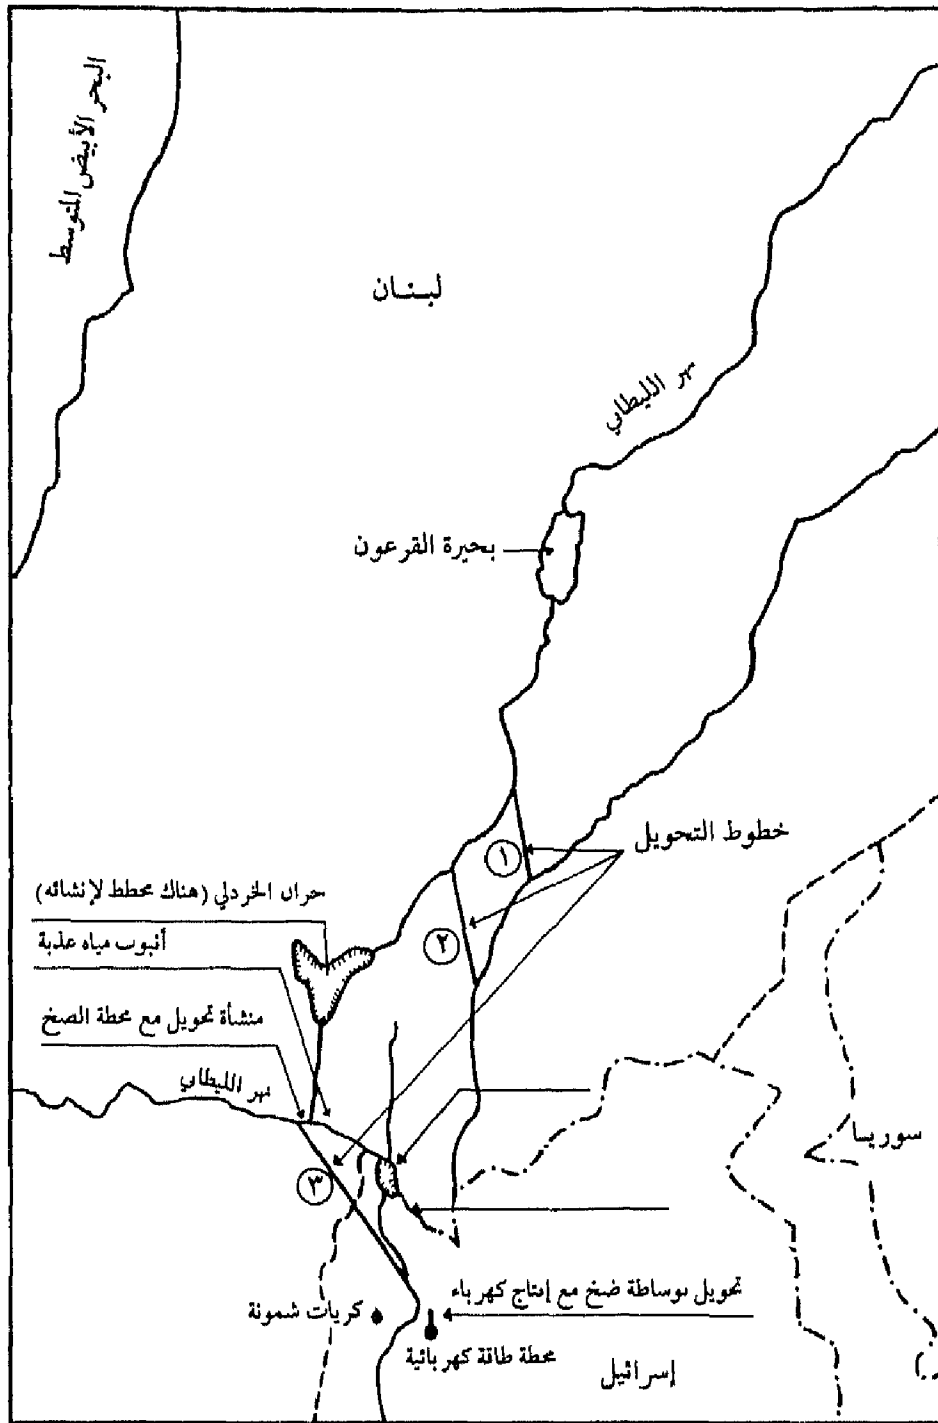 البحر الأبيض المتوسط
لبنان
نهر الليطاني
بحيرة القرعون
خطوط التحويل
١
٢
حران الخردلي (هناك مخطط لإنشائه)
أنبوب مياه عذبة
منشأة تحويل مع محطة الصخ
نهر الليطاني
سوريا
٣
تحويل بوساطة ضخ مع إنتاج كهرباء
كريات شمونة
محطة طاقة كهربائية
إسرائيل